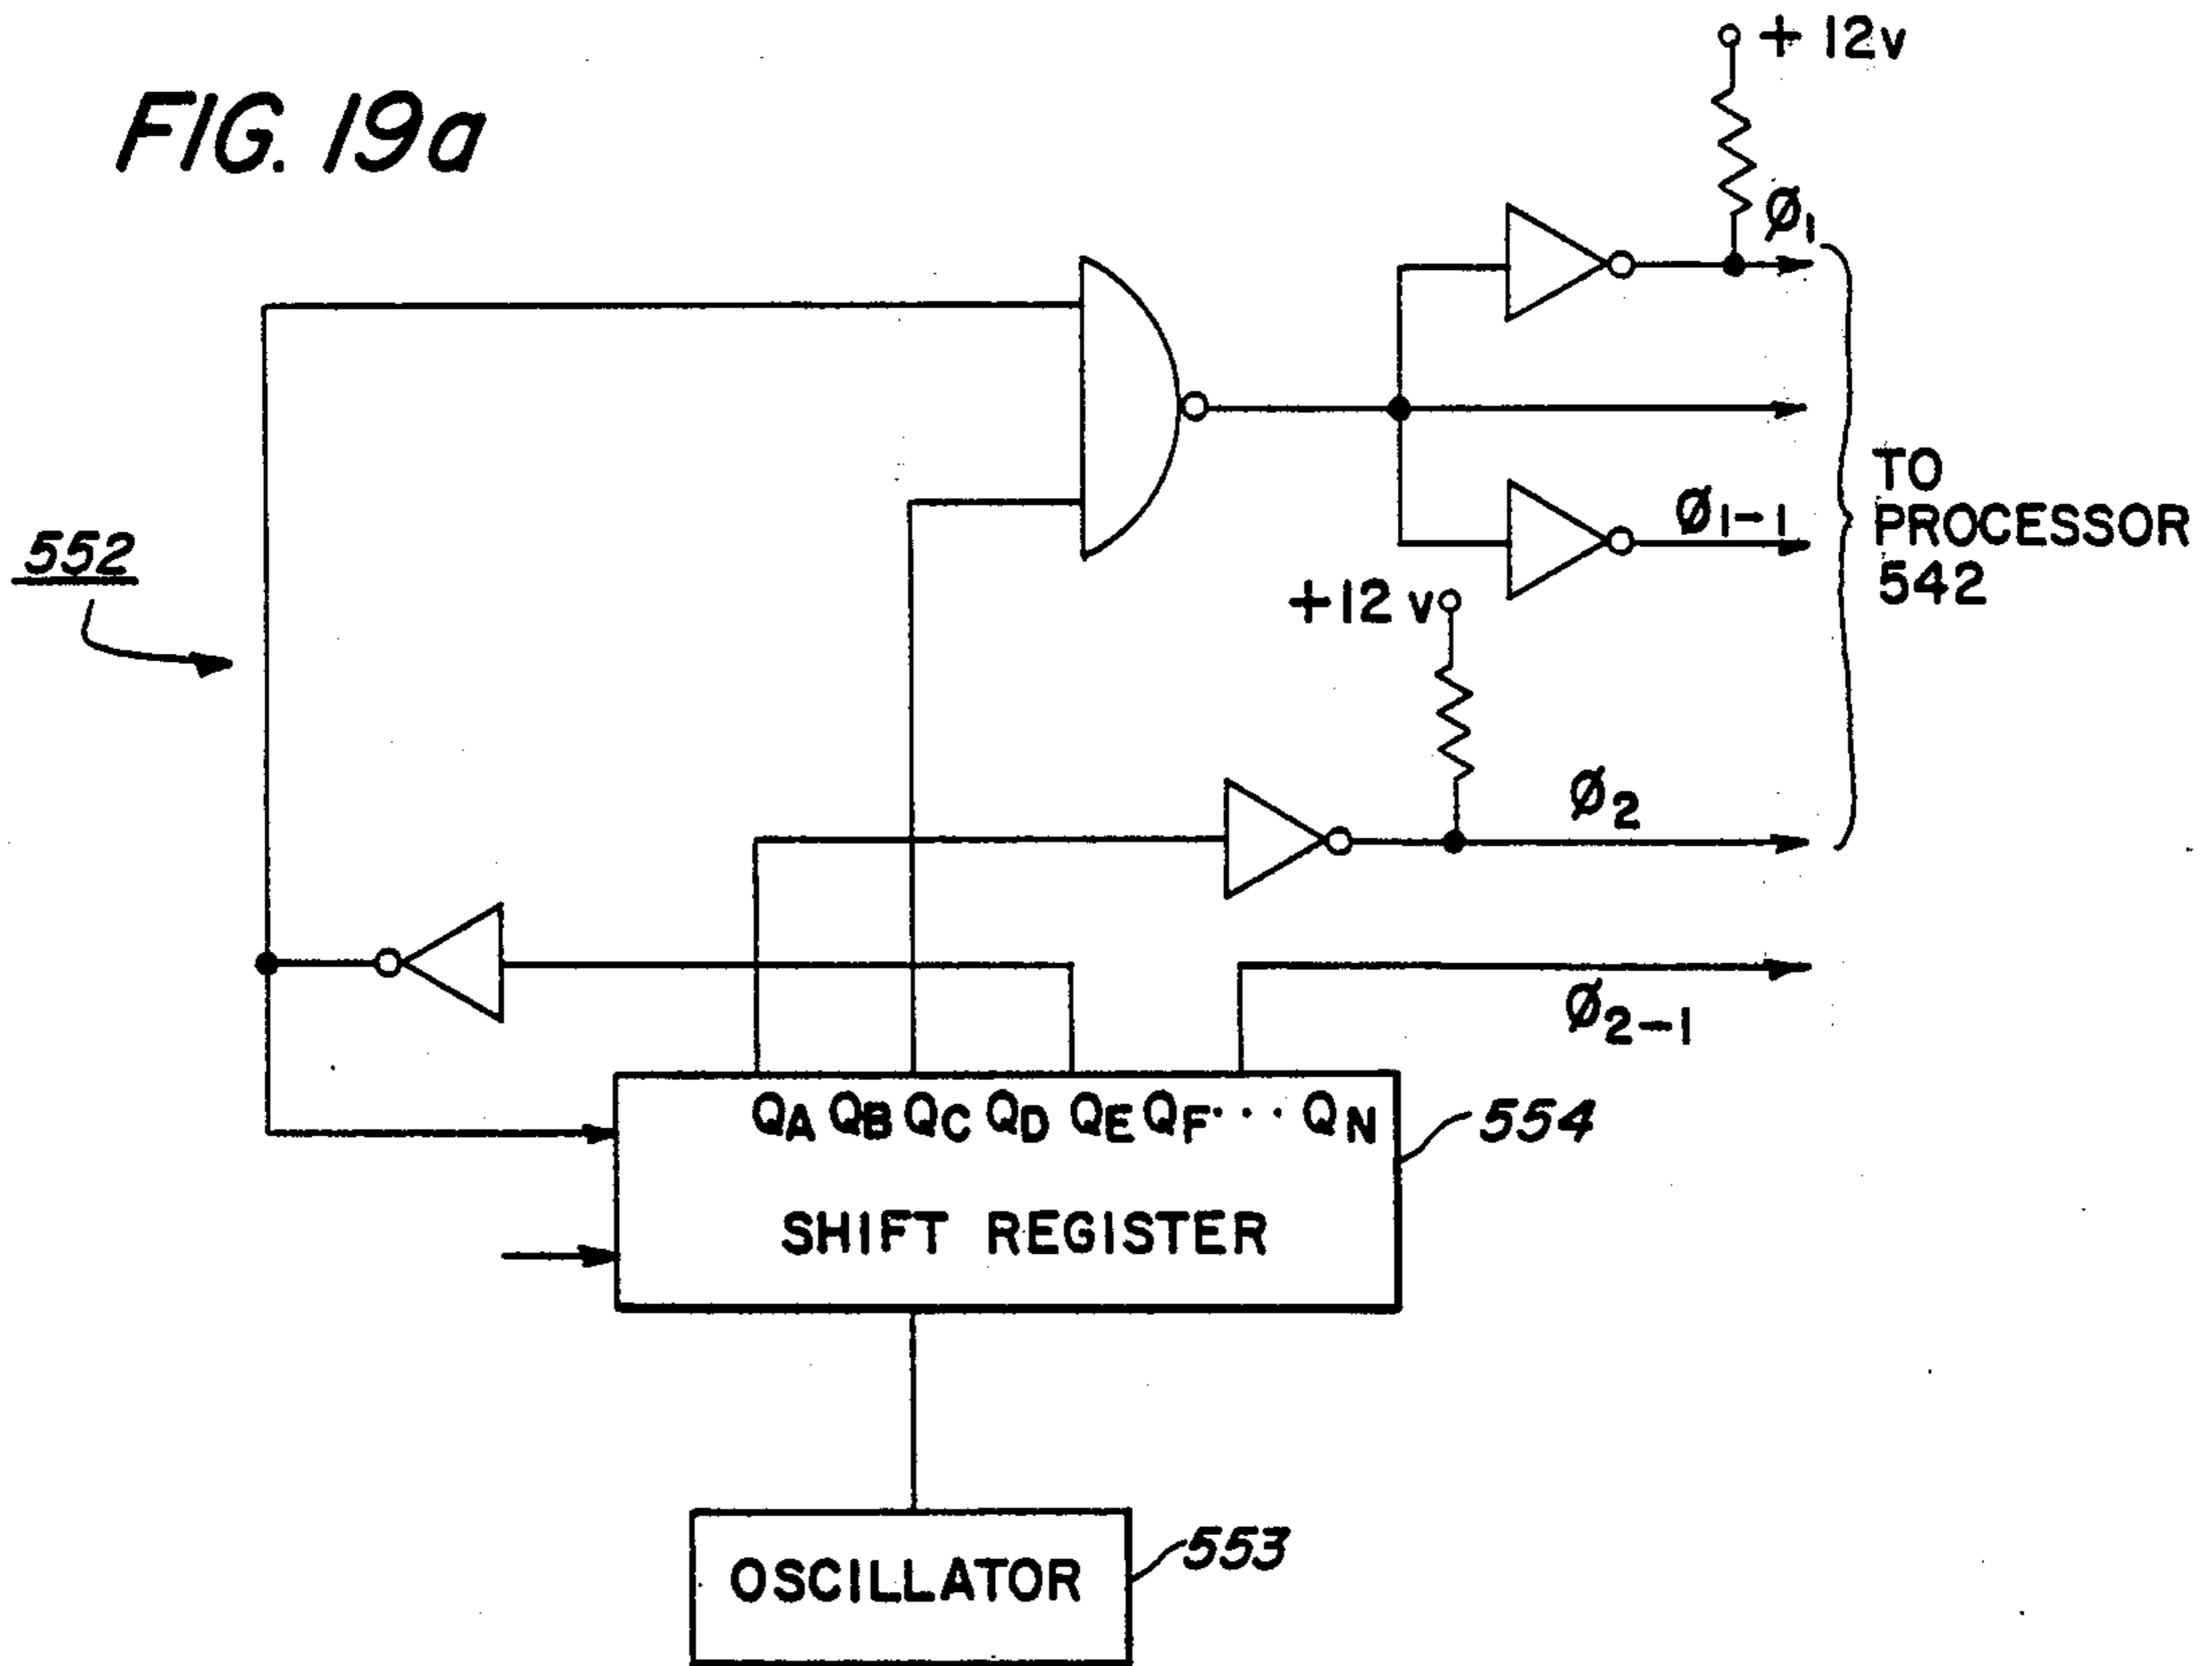 FIG. 19a
+ 12v
Ø1
TO
PROCESSOR
542
Ø1-1
552
+12 v
Ø2
Ø2-1
QA QB QC QD QE QF... QN
554
SHIFT REGISTER
OSCILLATOR
553